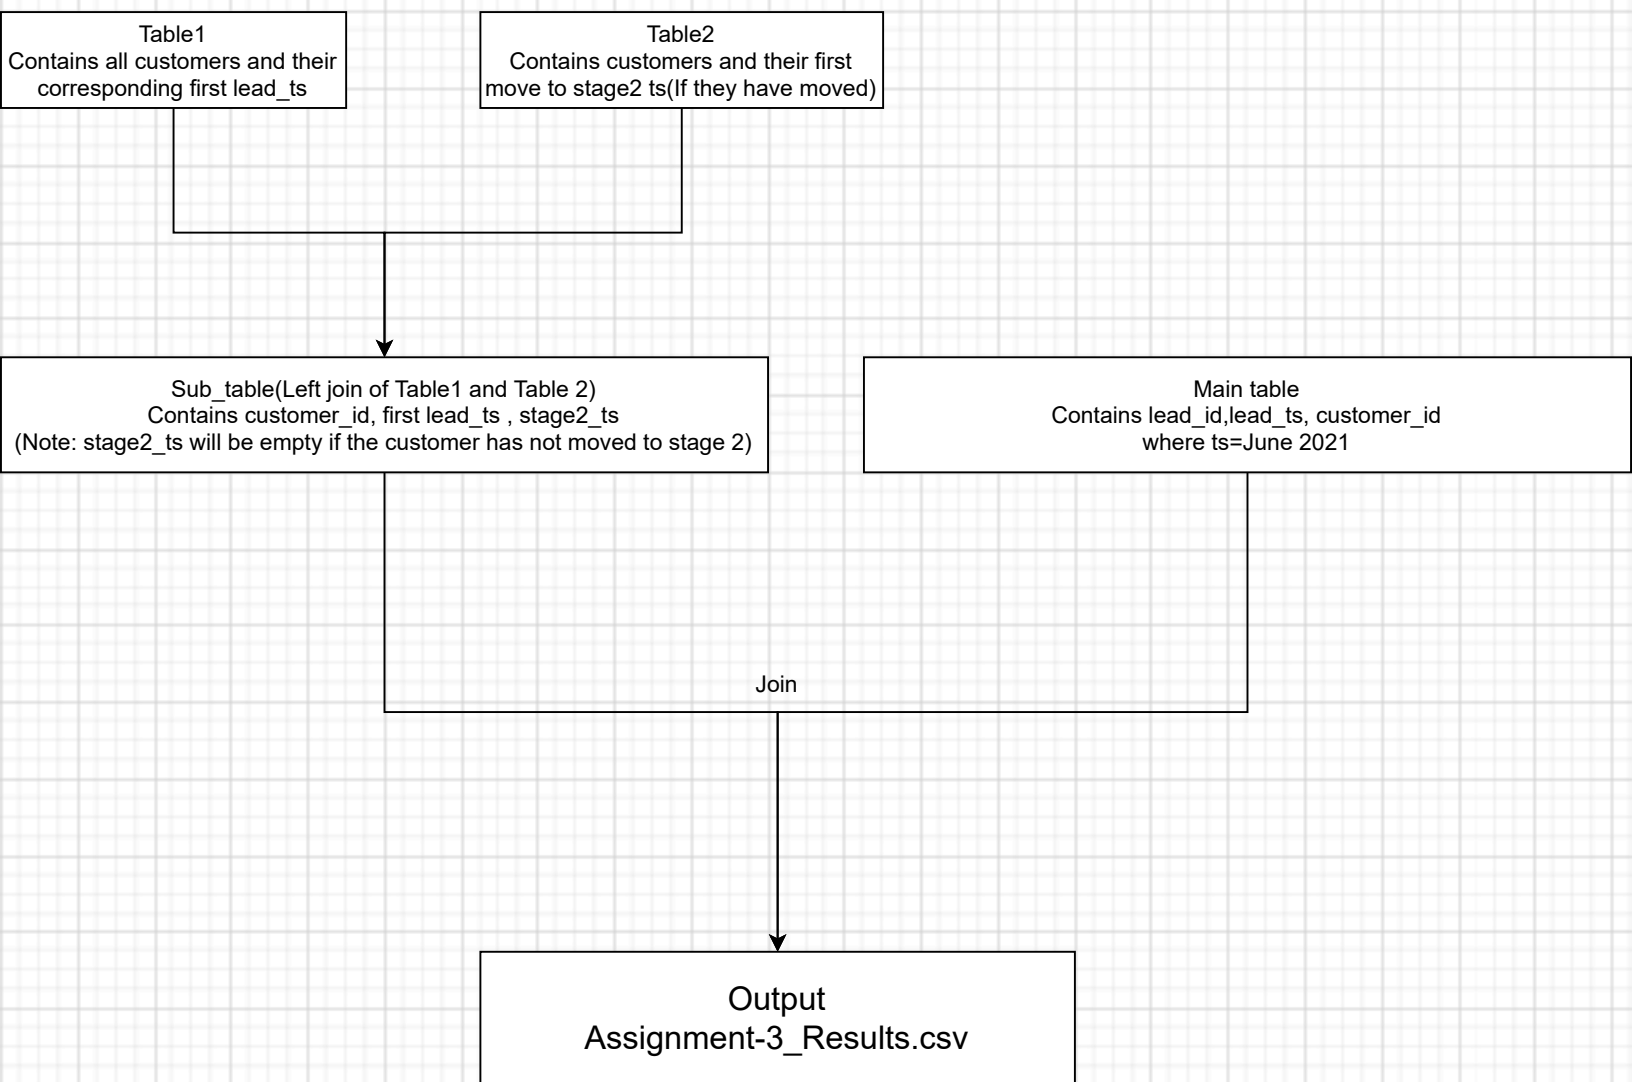 Table1
Contains all customers and their
corresponding first lead_ts
Table2
Contains customers and their first
move to stage2 ts(If they have moved)
Sub_table(Left join of Table1 and Table 2)
Contains customer_id, first lead_ts , stage2_ts
(Note: stage2_ts will be empty if the customer has not moved to stage 2)
Main table
Contains lead_id,lead_ts, customer_id
where ts=June 2021
Join
Output
Assignment-3_Results.csv